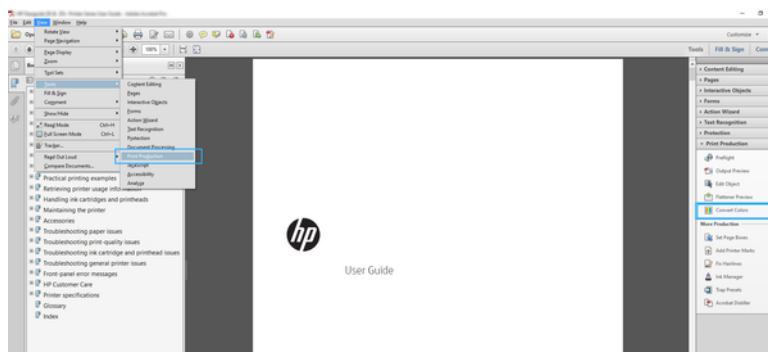 File Edit View Window Help
Customize
Tools Fill & Sign
Rotate View
Page Navigation
Page Display
Zoom
Tool Sets
Tools
Fill & Sign
Comment
Show/Hide
Read Mode Ctrl+H
Full Screen Mode Ctrl+L
Tracker...
Read Out Loud
Compare Documents...
Content Editing
Pages
Interactive Objects
Forms
Action Wizard
Text Recognition
Protection
Document Processing
Print Production
JavaScript
Accessibility
Analyze
Practical printing examples
Retrieving printer usage information
Handling ink cartridges and printheads
Maintaining the printer
Accessories
Troubleshooting paper issues
Troubleshooting print-quality issues
Troubleshooting ink cartridge and printhead issues
Troubleshooting general printer issues
Front-panel error messages
HP Customer Care
Printer specifications
Glossary
Index
hp
User Guide
Content Editing
Pages
Interactive Objects
Forms
Action Wizard
Text Recognition
Protection
Print Production
Preflight
Output Preview
Edit Object
Flattener Preview
Convert Colors
More Production
Set Page Boxes
Add Printer Marks
Fix Hairlines
Ink Manager
Trap Presets
Acrobat Distiller